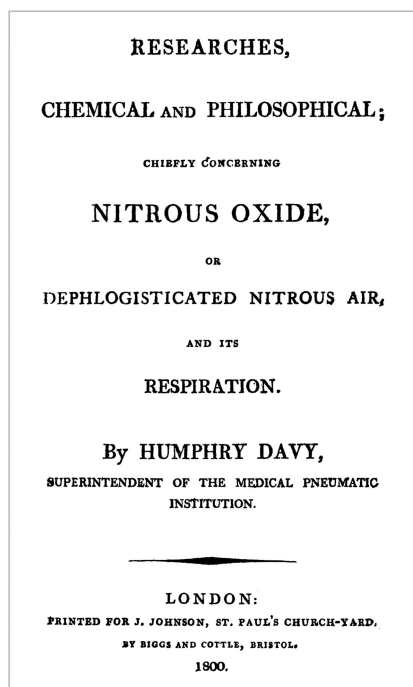 RESEARCHES,
CHEMICAL AND PHILOSOPHICAL;
CHIEFLY CONCERNING
NITROUS OXIDE,
OR
DEPHLOGISTICATED NITROUS AIR,
AND ITS
RESPIRATION.
By HUMPHRY DAVY,
SUPERINTENDENT OF THE MEDICAL PNEUMATIC
INSTITUTION.
LONDON:
PRINTED FOR J. JOHNSON, ST. PAUL'S CHURCH-YARD,
BY BIGGS AND COTTLE, BRISTOL.
1800.